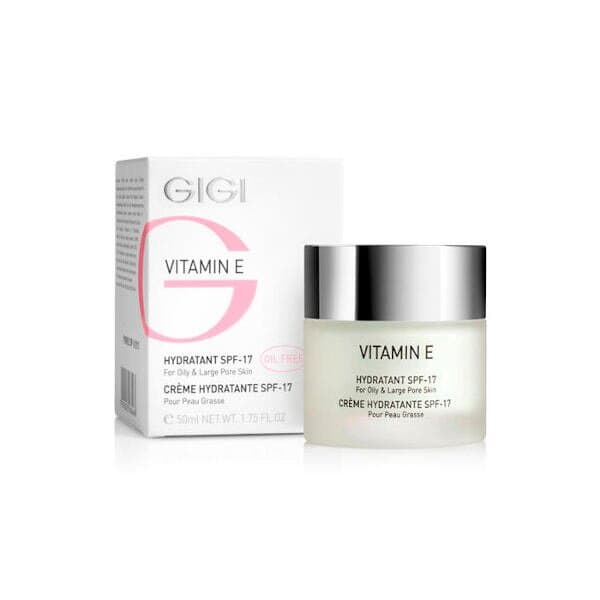 GIGI
G
VITAMIN E
HYDRATANT SPF-17
OIL FREE
For Oily & Large Pore Skin
CRÈME HYDRATANTE SPF-17
Pour Peau Grasse
50ml NET.WT. 1.75 FL.OZ
VITAMIN E
HYDRATANT SPF-17
For Oily & Large Pore Skin
CRÈME HYDRATANTE SPF-17
Pour Peau Grasse